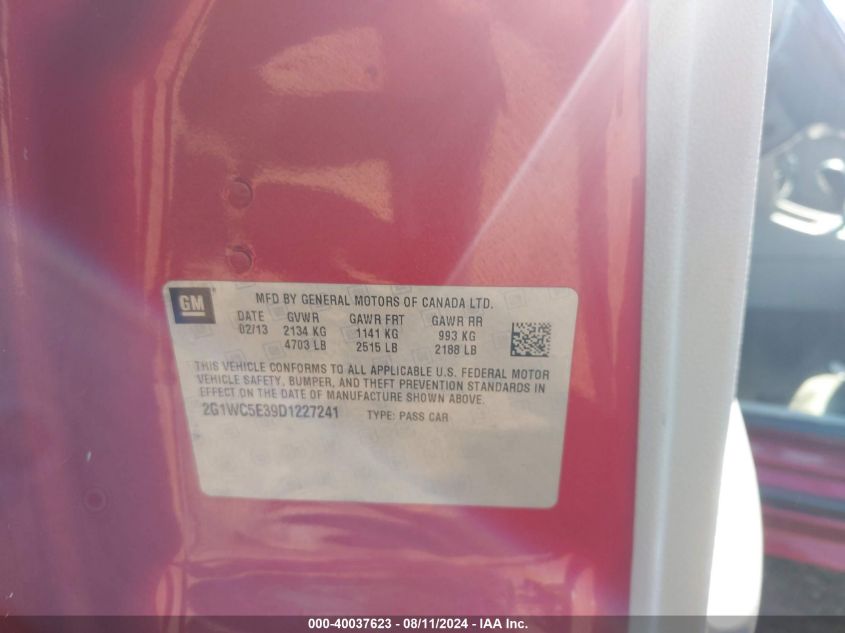 GM
MFD BY GENERAL MOTORS OF CANADA LTD.
DATE GVWR GAWR FRT GAWR RR
02/13 2134 KG 1141 KG 993 KG
4703 LB 2515 LB 2188 LB
THIS VEHICLE CONFORMS TO ALL APPLICABLE U.S. FEDERAL MOTOR
VEHICLE SAFETY, BUMPER, AND THEFT PREVENTION STANDARDS IN
EFFECT ON THE DATE OF MANUFACTURE SHOWN ABOVE.
2G1WC5E39D1227241 TYPE: PASS CAR
000-40037623 - 08/11/2024 - IAA Inc.